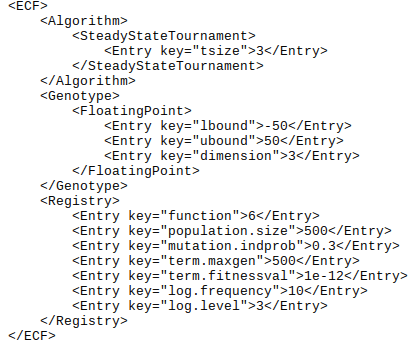 <ECF>
    <Algorithm>
        <SteadyStateTournament>
            <Entry key="tsize">3</Entry>
        </SteadyStateTournament>
    </Algorithm>
    <Genotype>
        <FloatingPoint>
            <Entry key="lbound">-50</Entry>
            <Entry key="ubound">50</Entry>
            <Entry key="dimension">3</Entry>
        </FloatingPoint>
    </Genotype>
    <Registry>
        <Entry key="function">6</Entry>
        <Entry key="population.size">500</Entry>
        <Entry key="mutation.indprob">0.3</Entry>
        <Entry key="term.maxgen">500</Entry>
        <Entry key="term.fitnessval">1e-12</Entry>
        <Entry key="log.frequency">10</Entry>
        <Entry key="log.level">3</Entry>
    </Registry>
</ECF>